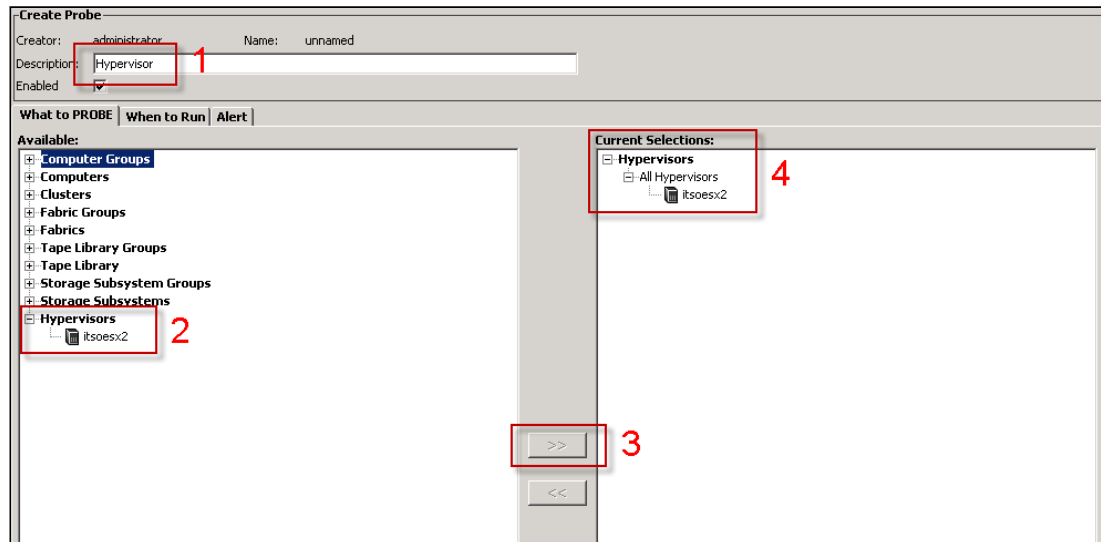 Create Probe
Creator: administrator Name: unnamed
Description: Hypervisor 1
Enabled
What to PROBE When to Run Alert
Available:
Computer Groups
Computers
Clusters
Fabric Groups
Fabrics
Tape Library Groups
Tape Library
Storage Subsystem Groups
Storage Subsystems
Hypervisors
itsoesx2
2
>> 3
<<
Current Selections:
Hypervisors
All Hypervisors
itsoesx2
4